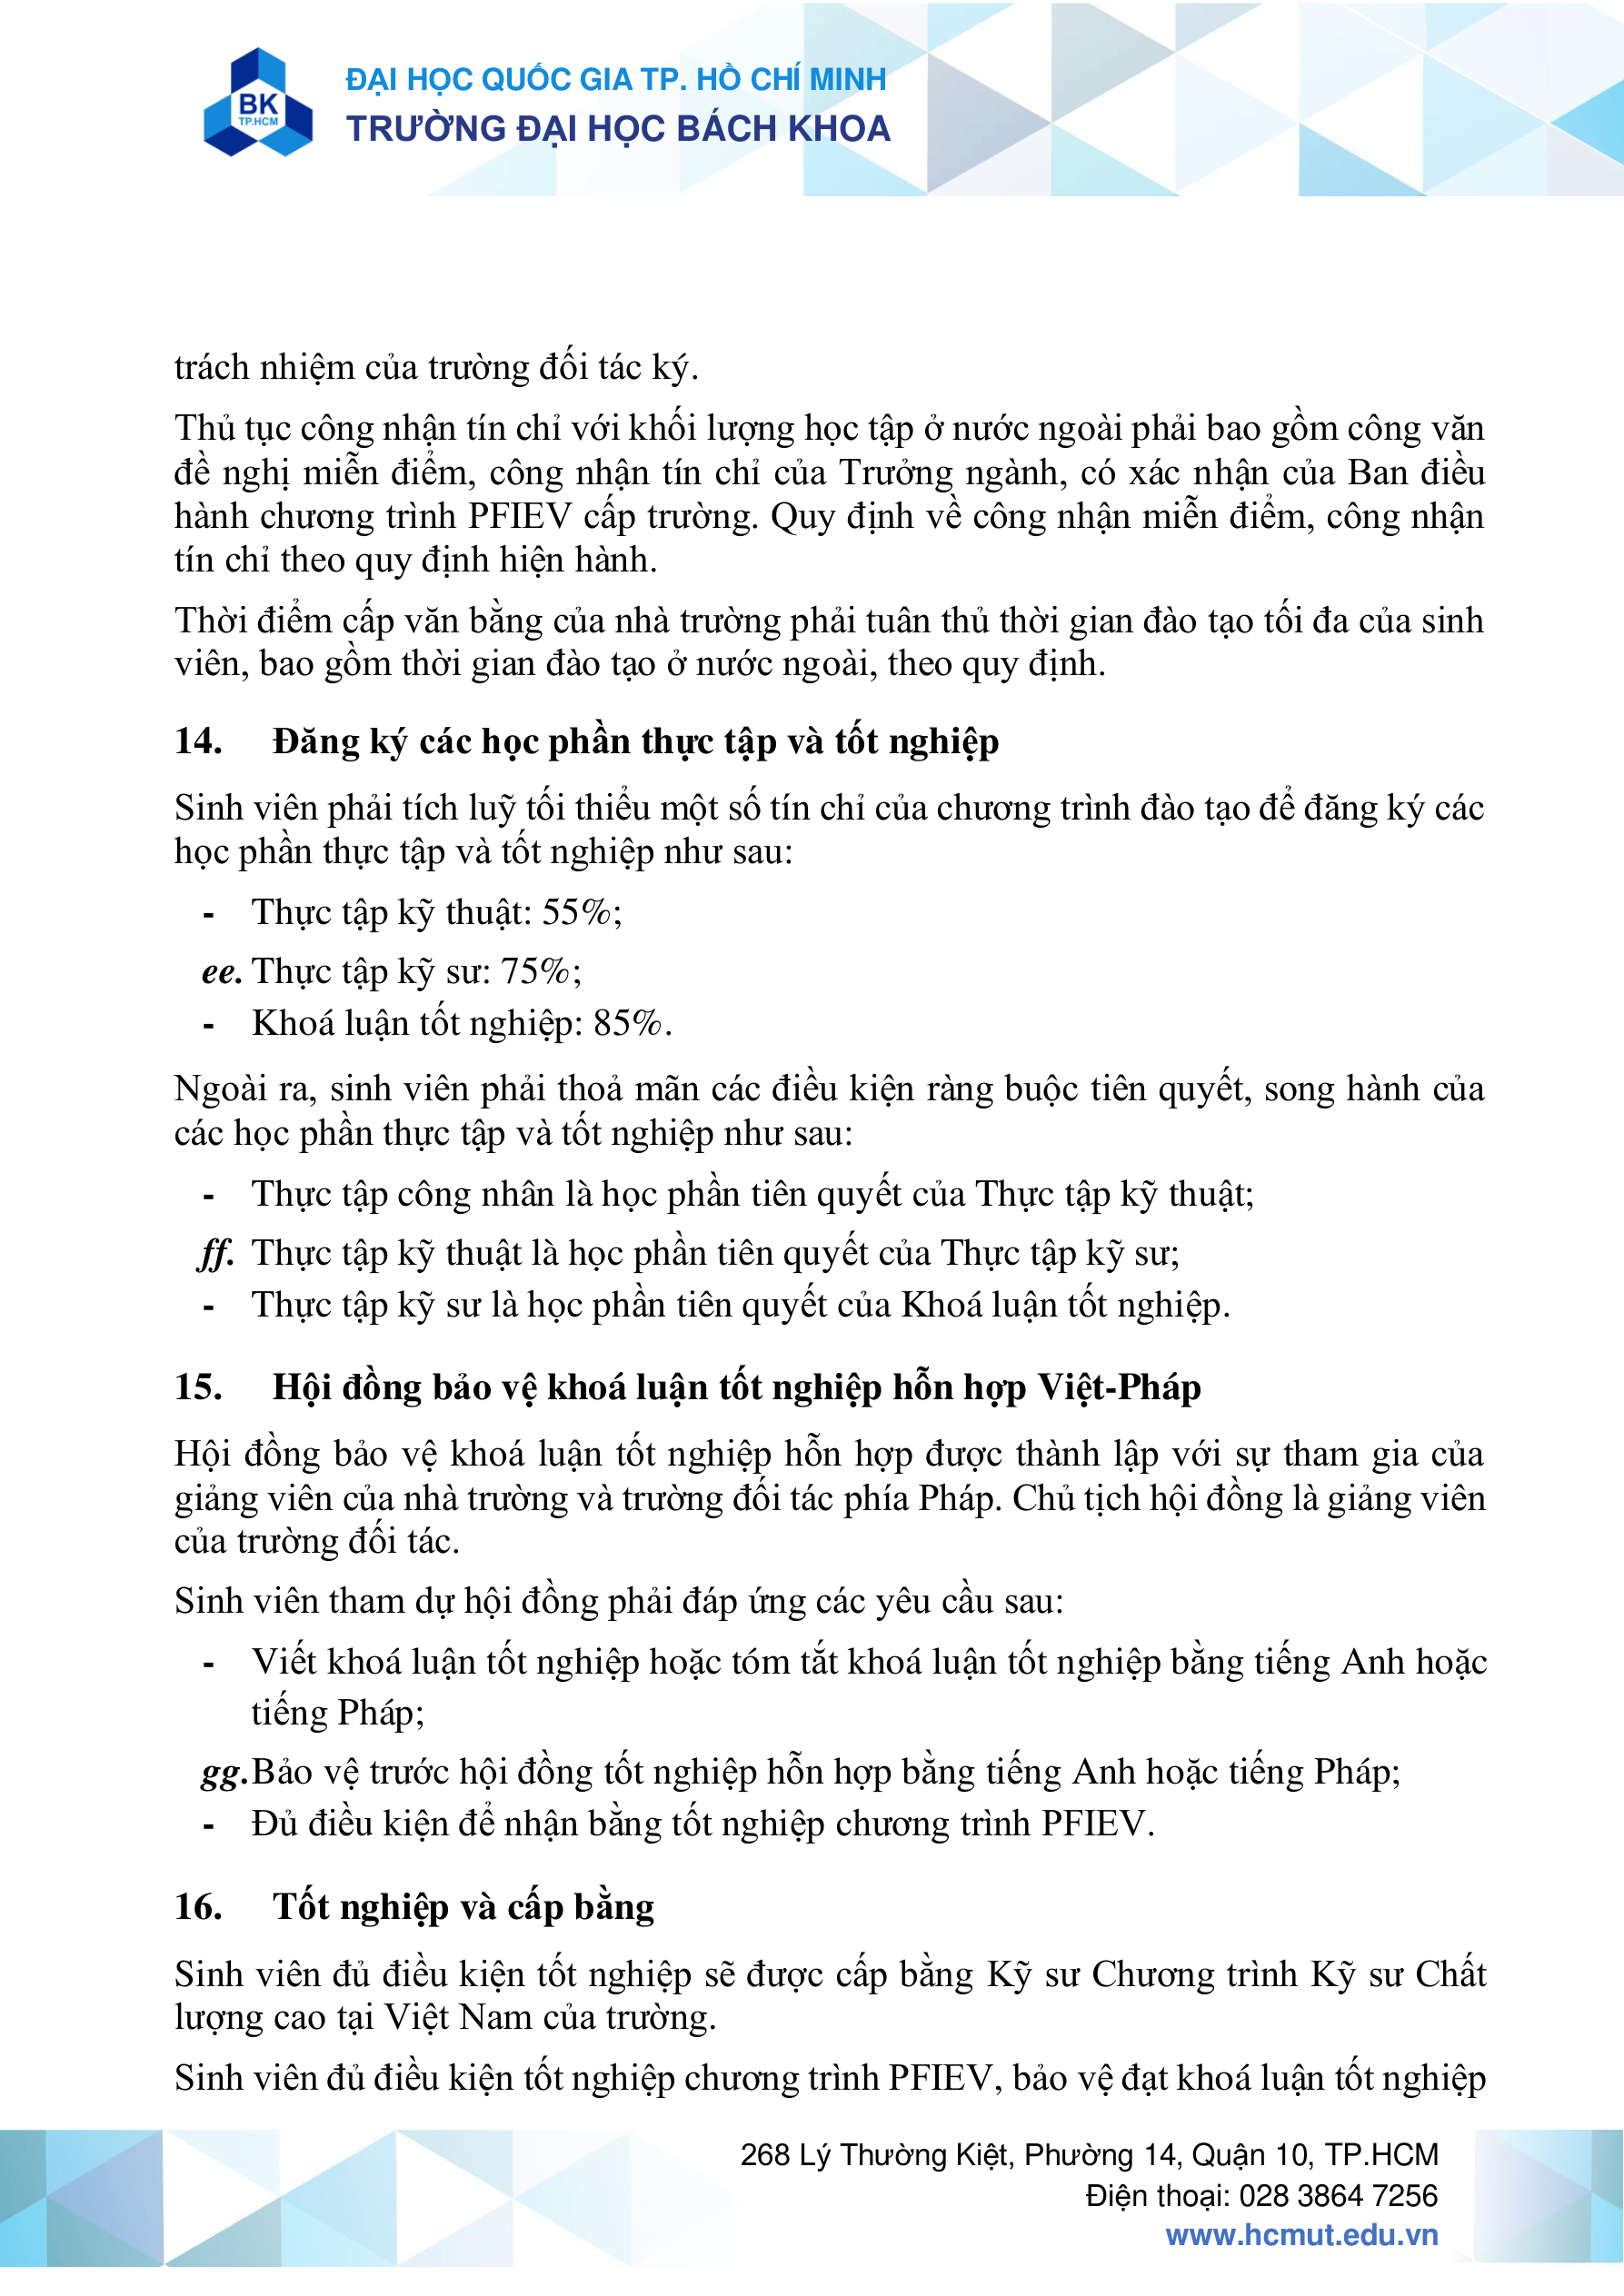 BK
TP.HCM
ĐẠI HỌC QUỐC GIA TP. HỒ CHÍ MINH
TRƯỜNG ĐẠI HỌC BÁCH KHOA
trách nhiệm của trường đối tác ký.
Thủ tục công nhận tín chỉ với khối lượng học tập ở nước ngoài phải bao gồm công văn
đề nghị miễn điểm, công nhận tín chỉ của Trưởng ngành, có xác nhận của Ban điều
hành chương trình PFIEV cấp trường. Quy định về công nhận miễn điểm, công nhận
tín chỉ theo quy định hiện hành.
Thời điểm cấp văn bằng của nhà trường phải tuân thủ thời gian đào tạo tối đa của sinh
viên, bao gồm thời gian đào tạo ở nước ngoài, theo quy định.
14. Đăng ký các học phần thực tập và tốt nghiệp
Sinh viên phải tích luỹ tối thiểu một số tín chỉ của chương trình đào tạo để đăng ký các
học phần thực tập và tốt nghiệp như sau:
- Thực tập kỹ thuật: 55%;
ee. Thực tập kỹ sư: 75%;
- Khoá luận tốt nghiệp: 85%.
Ngoài ra, sinh viên phải thoả mãn các điều kiện ràng buộc tiên quyết, song hành của
các học phần thực tập và tốt nghiệp như sau:
- Thực tập công nhân là học phần tiên quyết của Thực tập kỹ thuật;
ff. Thực tập kỹ thuật là học phần tiên quyết của Thực tập kỹ sư;
- Thực tập kỹ sư là học phần tiên quyết của Khoá luận tốt nghiệp.
15. Hội đồng bảo vệ khoá luận tốt nghiệp hỗn hợp Việt-Pháp
Hội đồng bảo vệ khoá luận tốt nghiệp hỗn hợp được thành lập với sự tham gia của
giảng viên của nhà trường và trường đối tác phía Pháp. Chủ tịch hội đồng là giảng viên
của trường đối tác.
Sinh viên tham dự hội đồng phải đáp ứng các yêu cầu sau:
- Viết khoá luận tốt nghiệp hoặc tóm tắt khoá luận tốt nghiệp bằng tiếng Anh hoặc
tiếng Pháp;
gg. Bảo vệ trước hội đồng tốt nghiệp hỗn hợp bằng tiếng Anh hoặc tiếng Pháp;
- Đủ điều kiện để nhận bằng tốt nghiệp chương trình PFIEV.
16. Tốt nghiệp và cấp bằng
Sinh viên đủ điều kiện tốt nghiệp sẽ được cấp bằng Kỹ sư Chương trình Kỹ sư Chất
lượng cao tại Việt Nam của trường.
Sinh viên đủ điều kiện tốt nghiệp chương trình PFIEV, bảo vệ đạt khoá luận tốt nghiệp
268 Lý Thường Kiệt, Phường 14, Quận 10, TP.HCM
Điện thoại: 028 3864 7256
www.hcmut.edu.vn